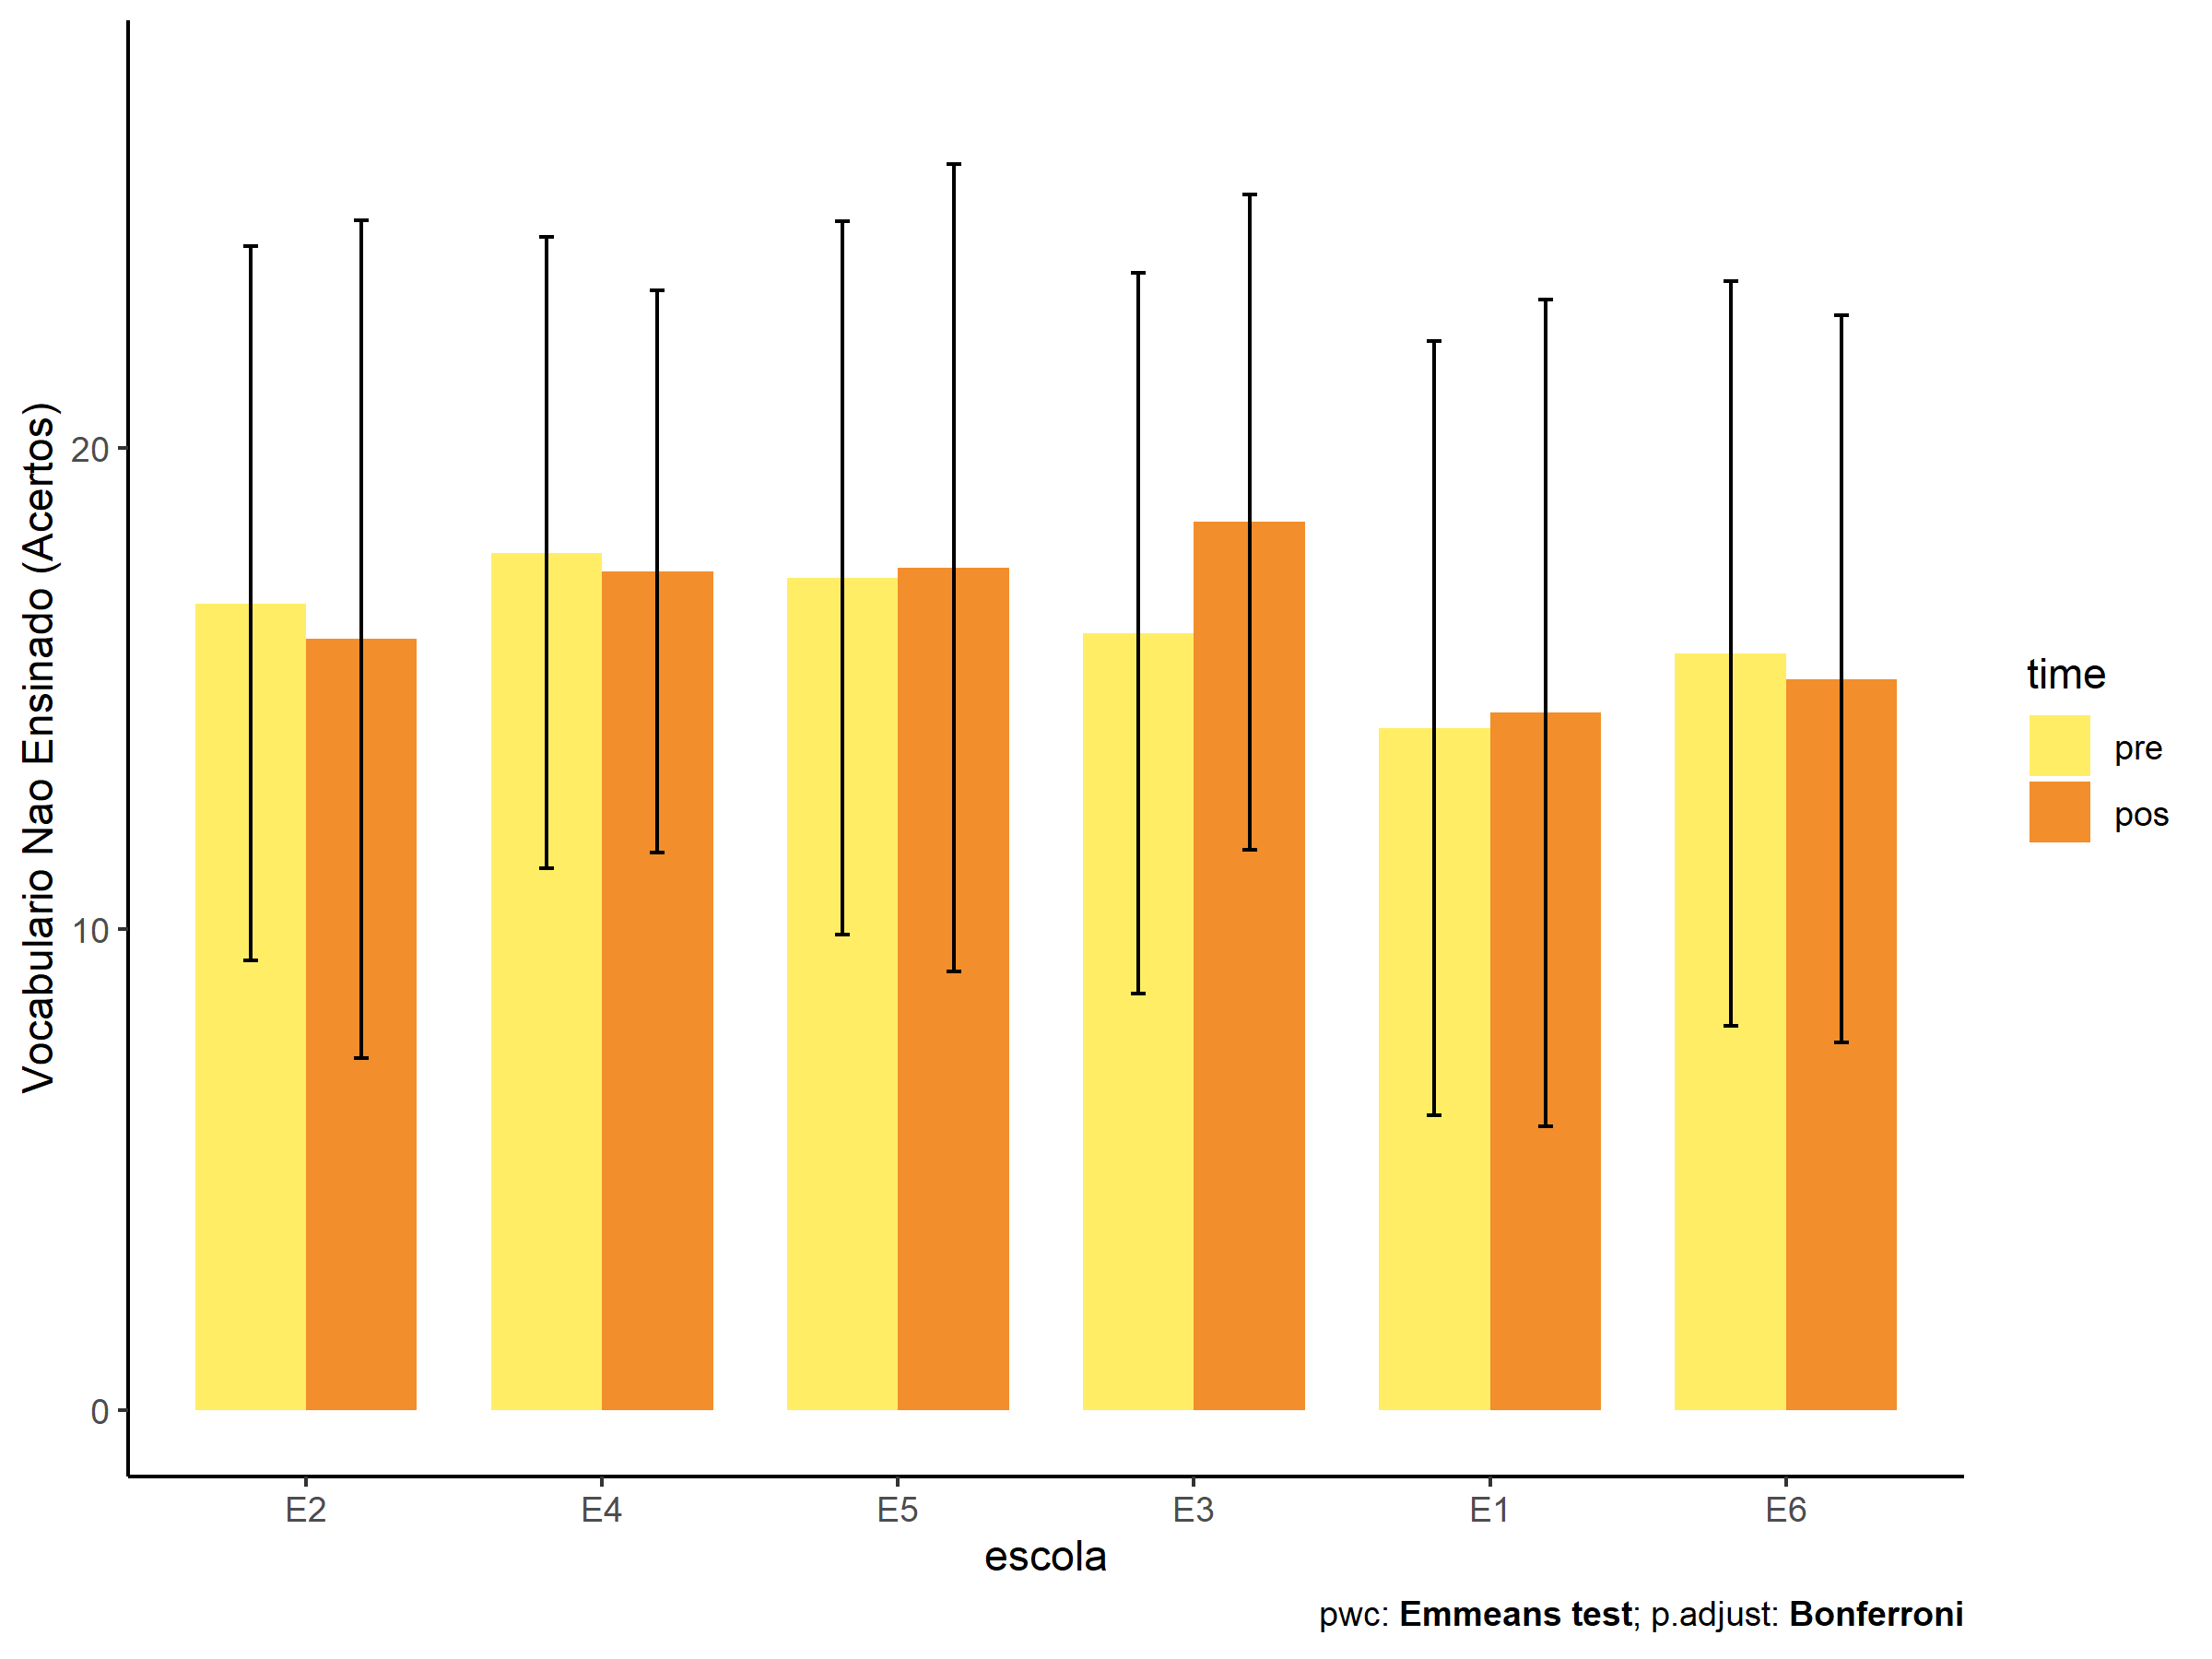 Vocabulario Nao Ensinado (Acertos)
20
10
0
E2 E4 E5 E3 E1 E6
escola
time
pre
pos
pwc: Emmeans test; p.adjust: Bonferroni